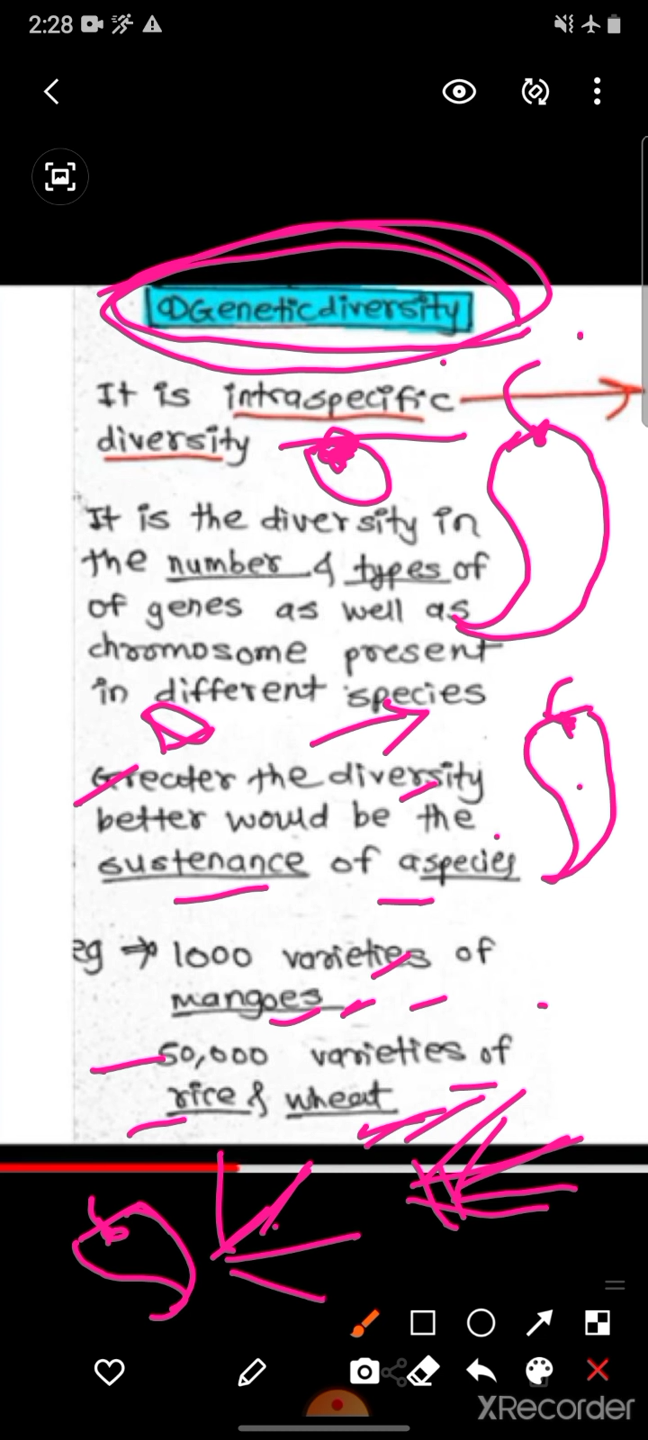 2:28
①Genetic diversity
It is intraspecific
diversity
It is the diversity in
the number & types of
of genes as well as
chromosome present
in different species
Greater the diversity
better would be the
sustenance of a species
eg ⇒ 1000 varieties of
mangoes
50,000 varieties of
rice & wheat
XRecorder